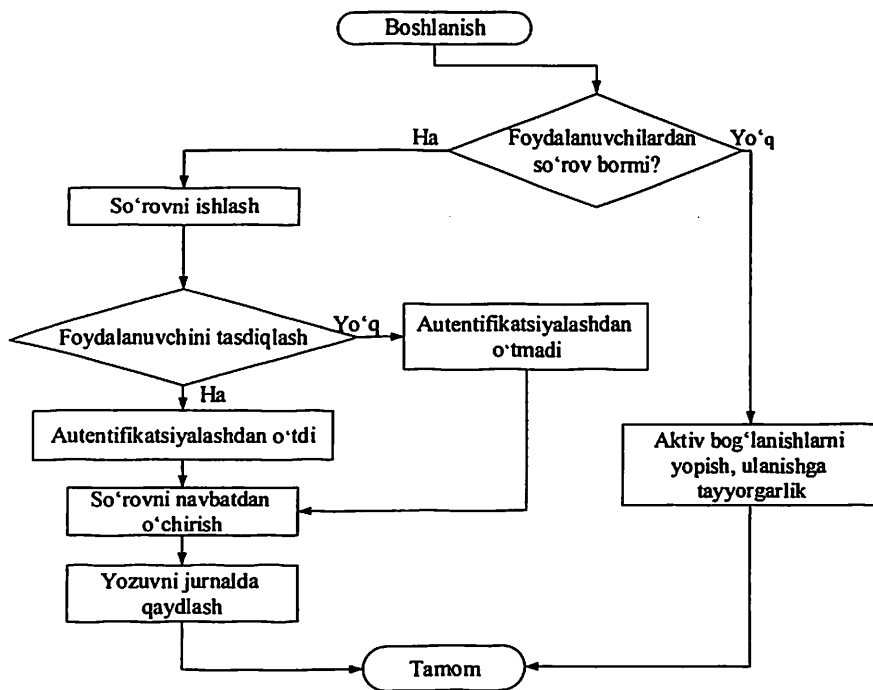 Boshlanish
Foydalanuvchilardan
so‘rov bormi?
Ha
Yo‘q
So‘rovni ishlash
Foydalanuvchini tasdiqlash
Yo‘q
Autentifikatsiyalashdan
o‘tmadi
Ha
Autentifikatsiyalashdan o‘tdi
Aktiv bog‘lanishlarni
yopish, ulanishga
tayyorgarlik
So‘rovni navbatdan
o‘chirish
Yozuvni jurnalda
qaydlash
Tamom